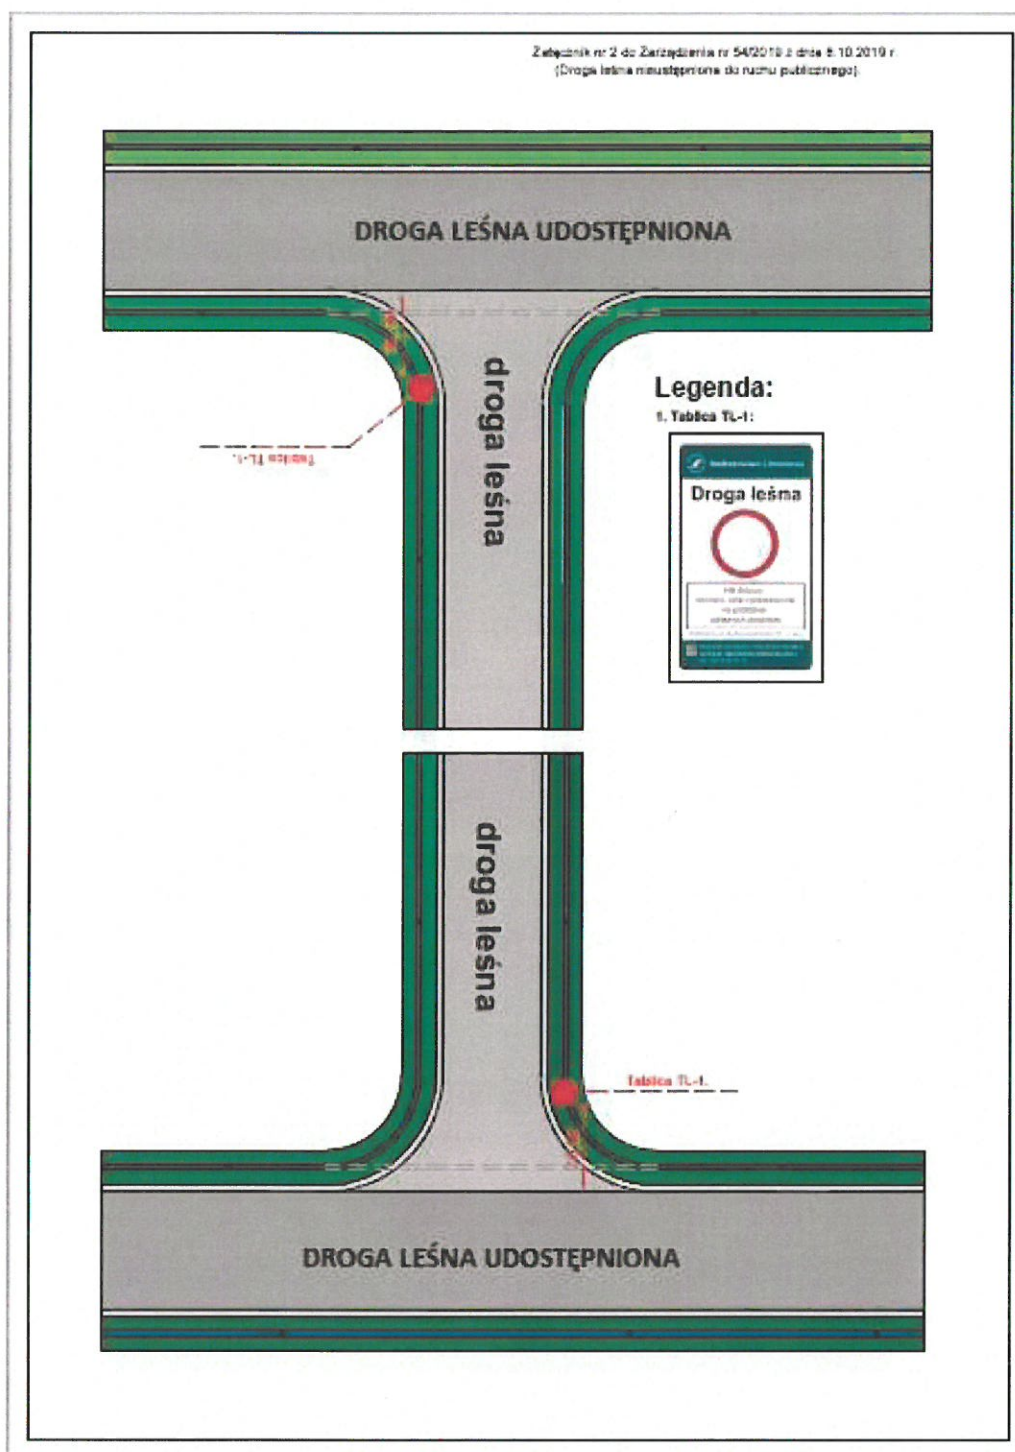 Załącznik nr 2 do Zarządzenia nr 54/2019 z dnia 8.10.2019 r.
(Droga leśna nieustępniona do ruchu publicznego).
DROGA LEŚNA UDOSTĘPNIONA
droga leśna
Tablica TL-1.
Legenda:
1. Tablica TL-1:
Droga leśna
droga leśna
Tablica TL-1.
DROGA LEŚNA UDOSTĘPNIONA